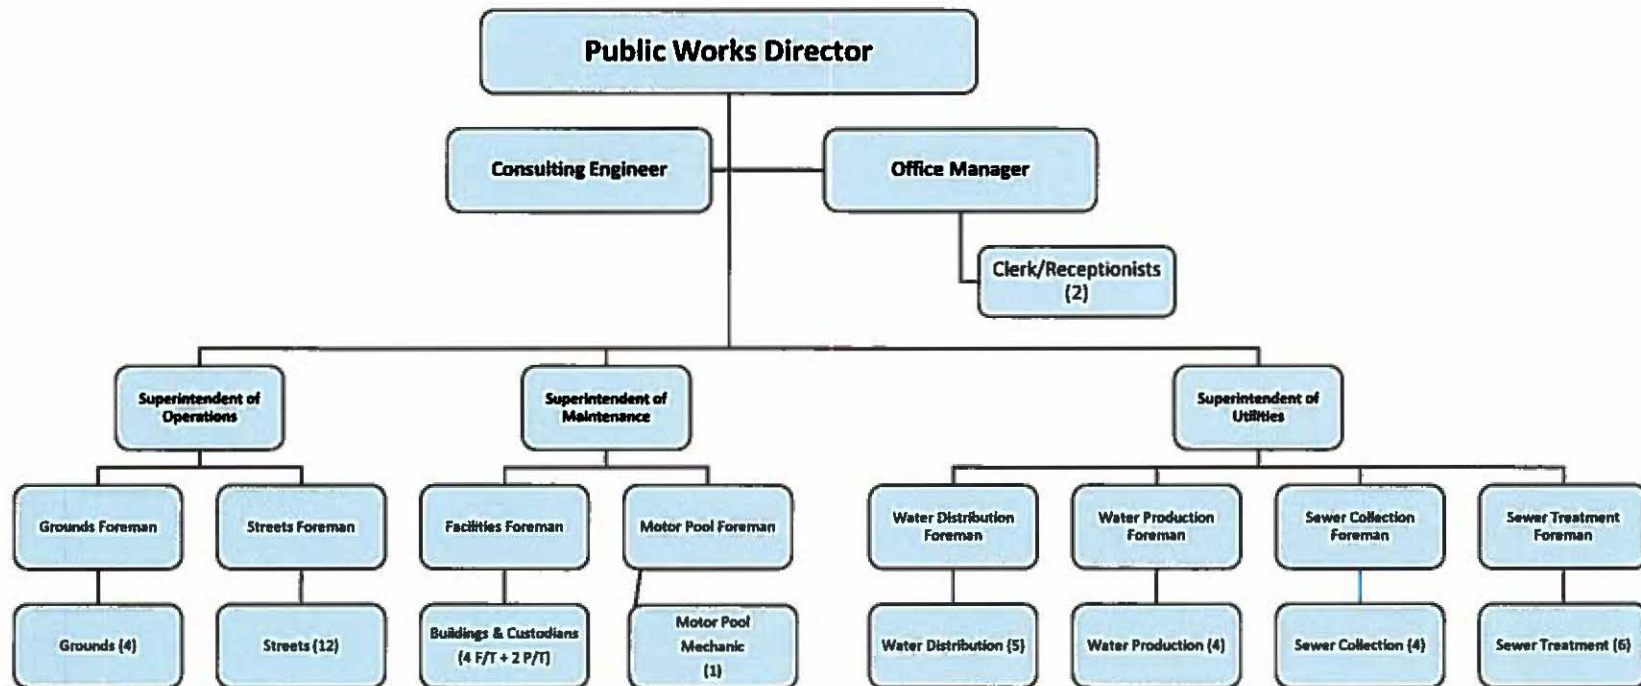 Public Works Director
Consulting Engineer
Office Manager
Clerk/Receptionists
(2)
Superintendent of
Operations
Superintendent of
Maintenance
Superintendent of
Utilities
Grounds Foreman
Streets Foreman
Facilities Foreman
Motor Pool Foreman
Water Distribution
Foreman
Water Production
Foreman
Sewer Collection
Foreman
Sewer Treatment
Foreman
Grounds (4)
Streets (12)
Buildings & Custodians
(4 F/T + 2 P/T)
Motor Pool
Mechanic
(1)
Water Distribution (5)
Water Production (4)
Sewer Collection (4)
Sewer Treatment (6)